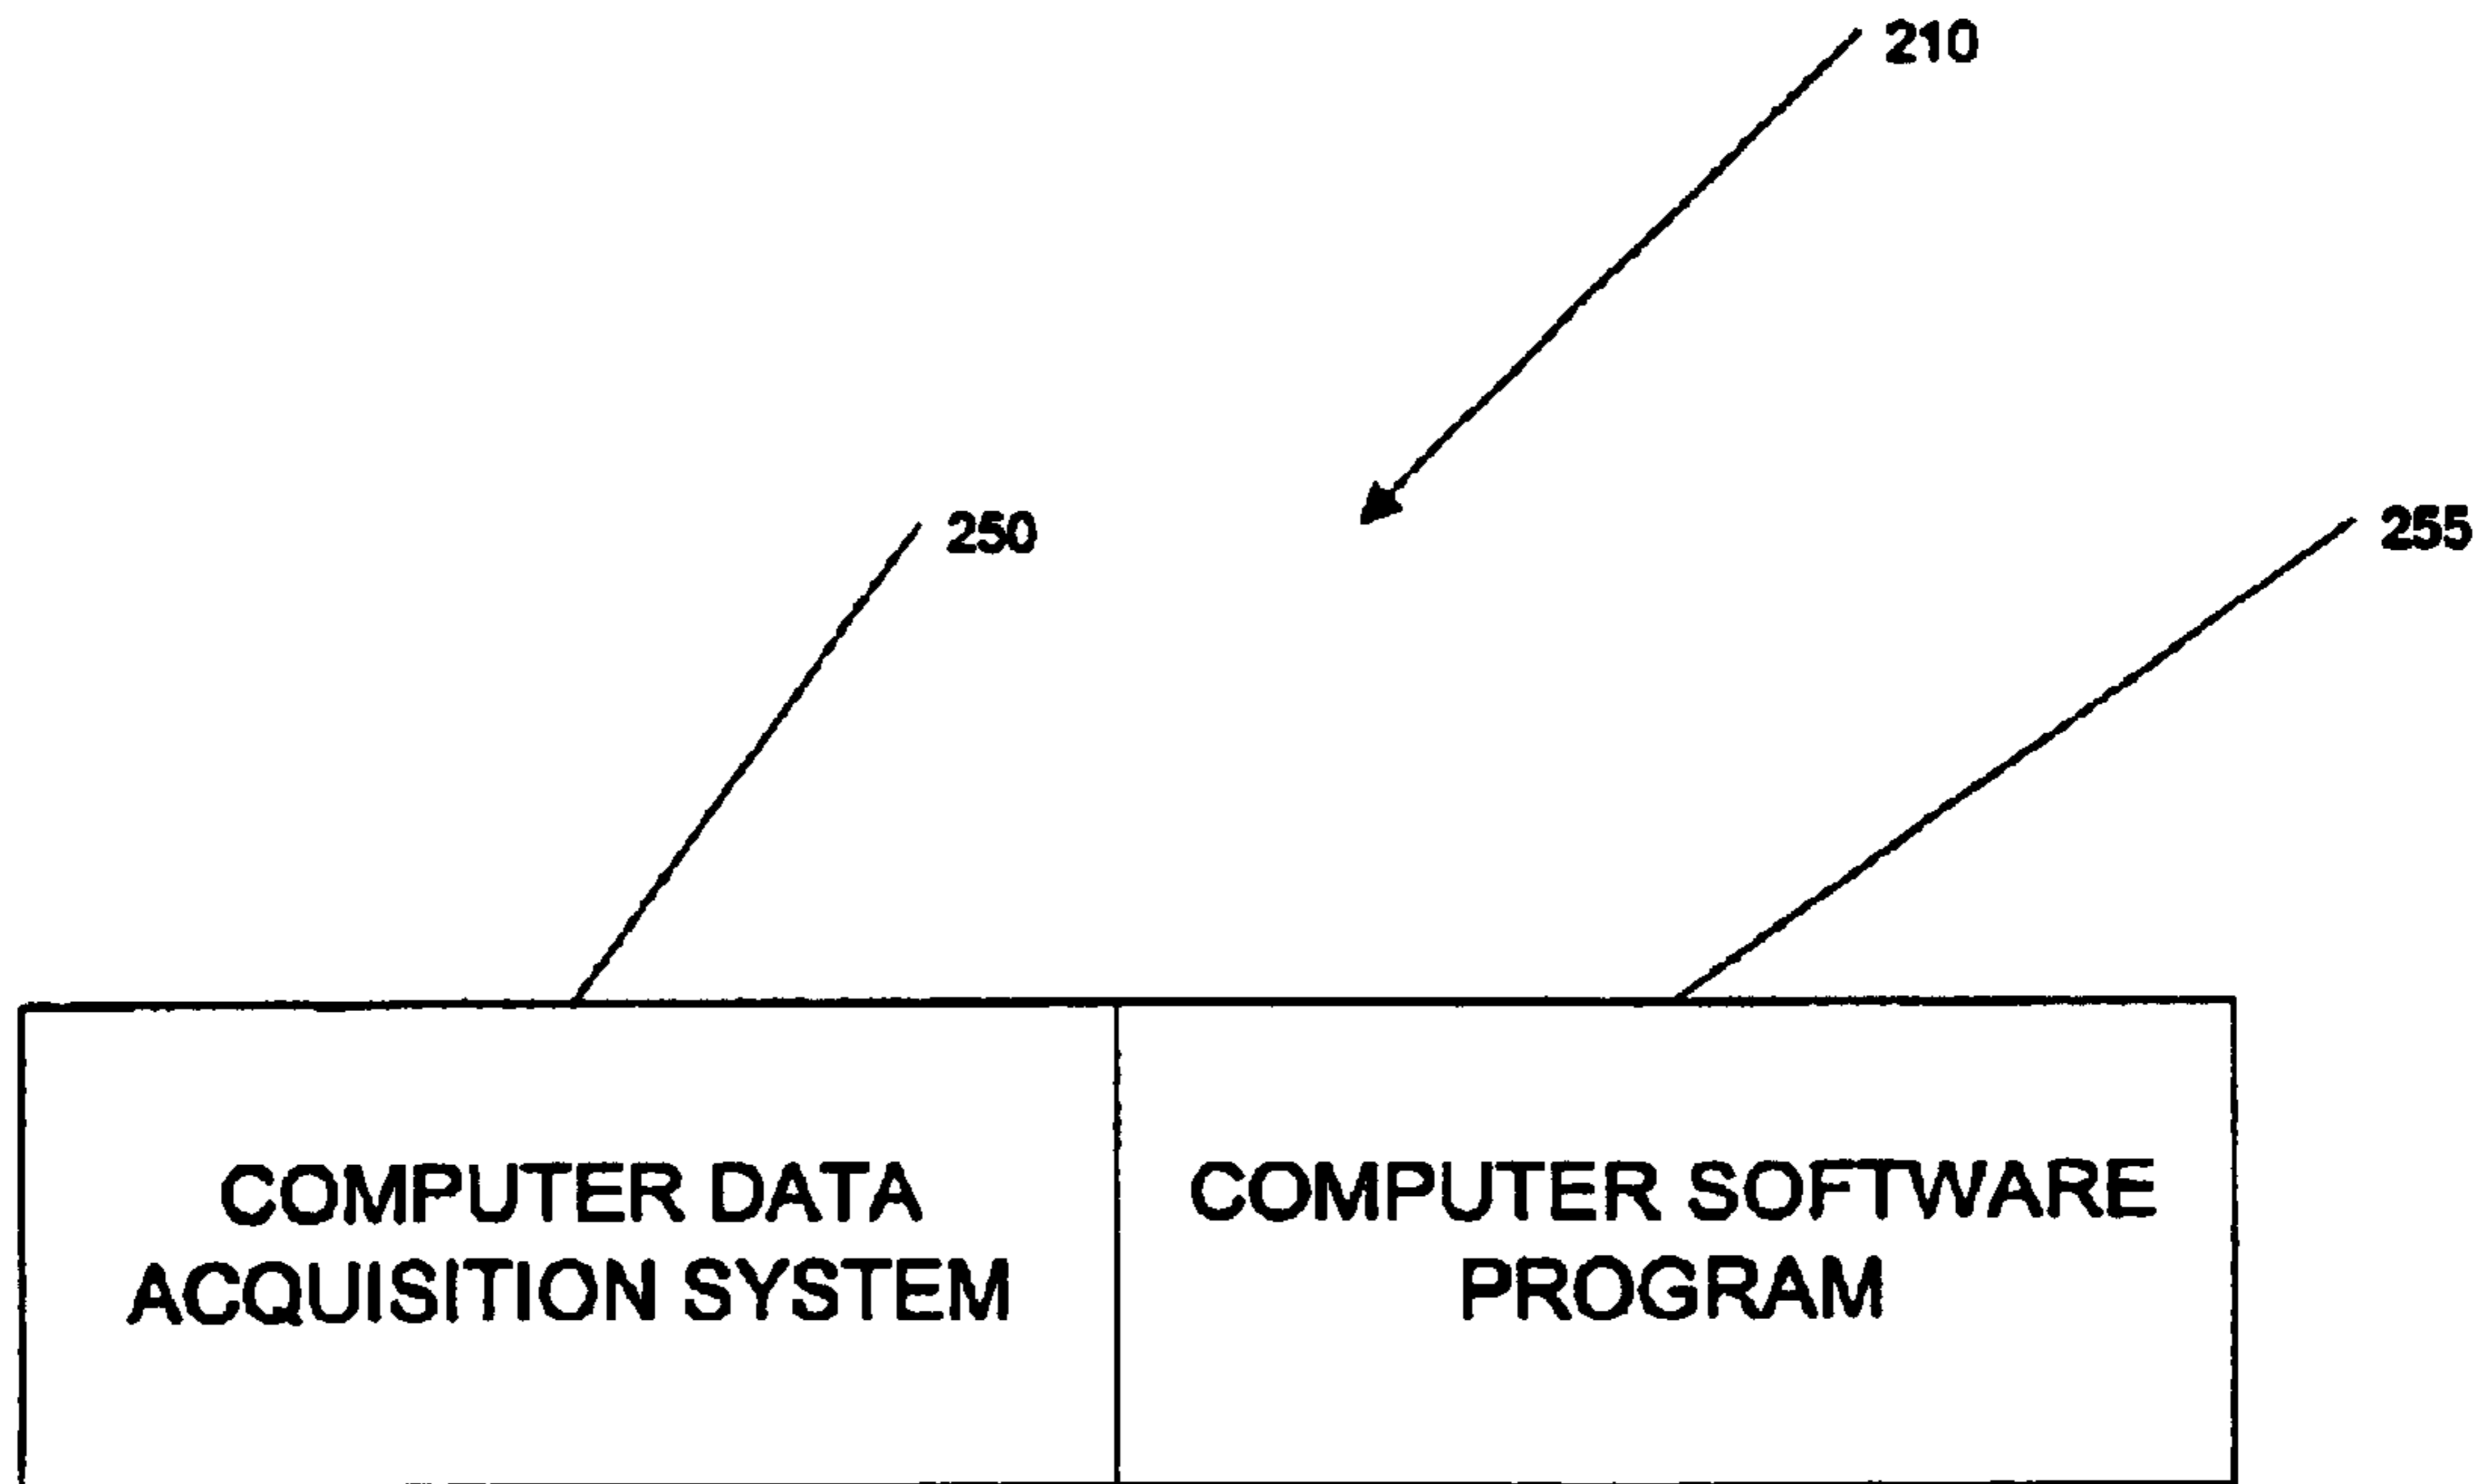 210
250
255
COMPUTER DATA
ACQUISITION SYSTEM
COMPUTER SOFTWARE
PROGRAM